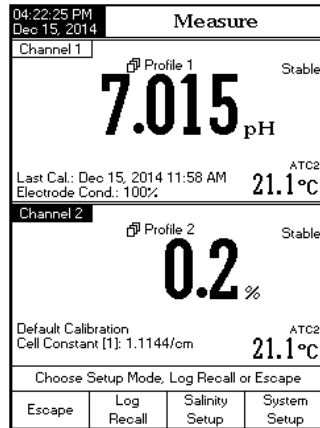 04:22:25 PM
Dec 15, 2014
Measure
Channel 1
Profile 1
Stable
7.015 pH
ATC2
Last Cal.: Dec 15, 2014 11:58 AM
Electrode Cond.: 100%
21.1°C
Channel 2
Profile 2
Stable
0.2 %
Default Calibration
ATC2
Cell Constant [1]: 1.1144/cm
21.1°C
Choose Setup Mode, Log Recall or Escape
Escape
Log Recall
Salinity Setup
System Setup